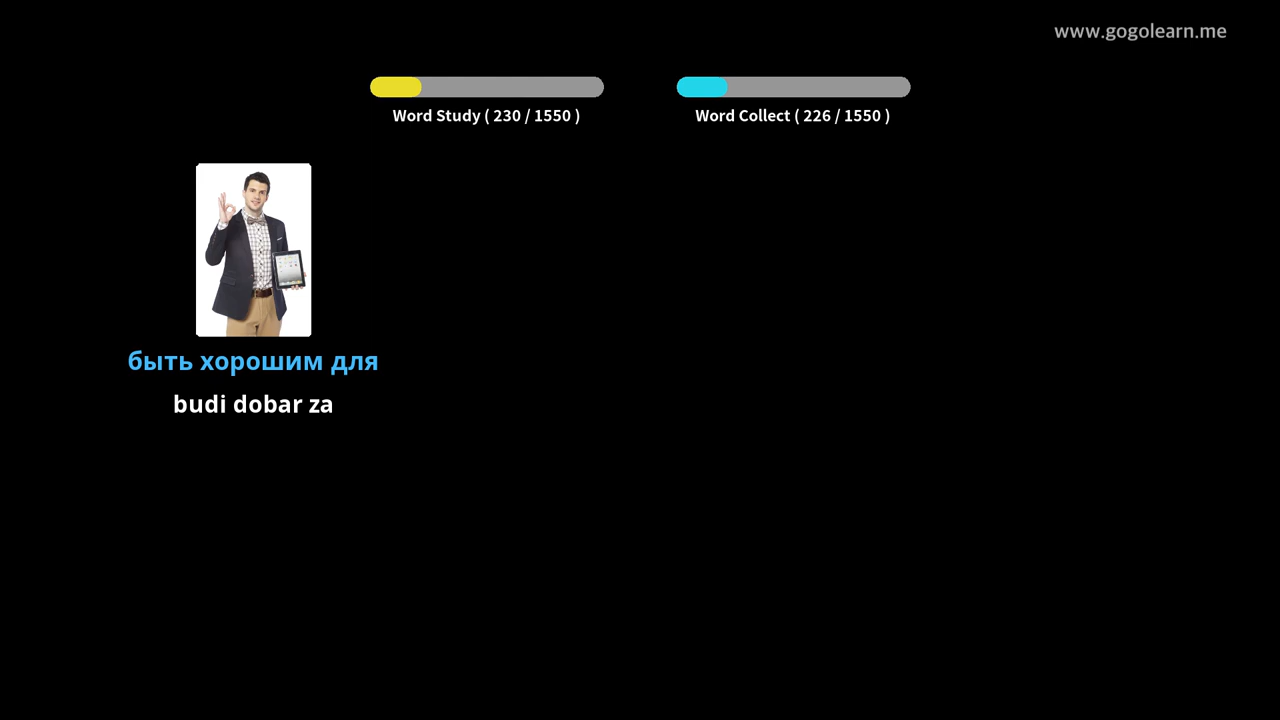 www.gogolearn.me
Word Study ( 230 / 1550 )
Word Collect ( 226 / 1550 )
быть хорошим для
budi dobar za